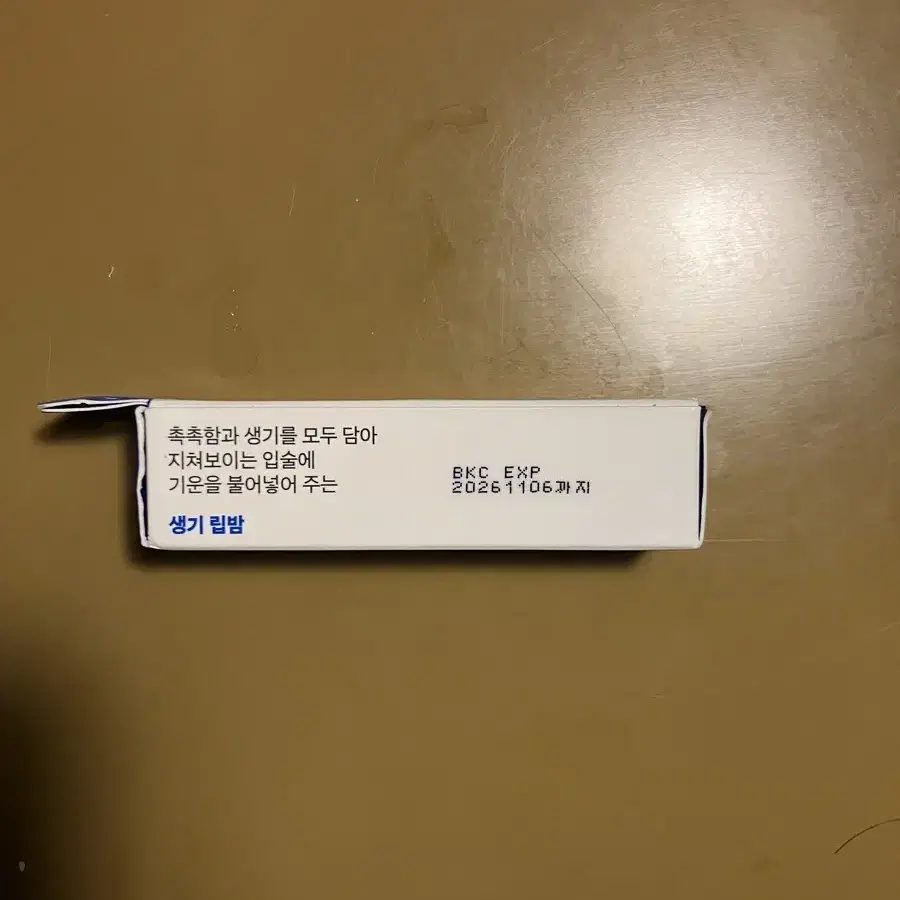 촉촉함과 생기를 모두 담아
지쳐보이는 입술에
기운을 불어넣어 주는
생기 립밤
BKC EXP
20261106까지